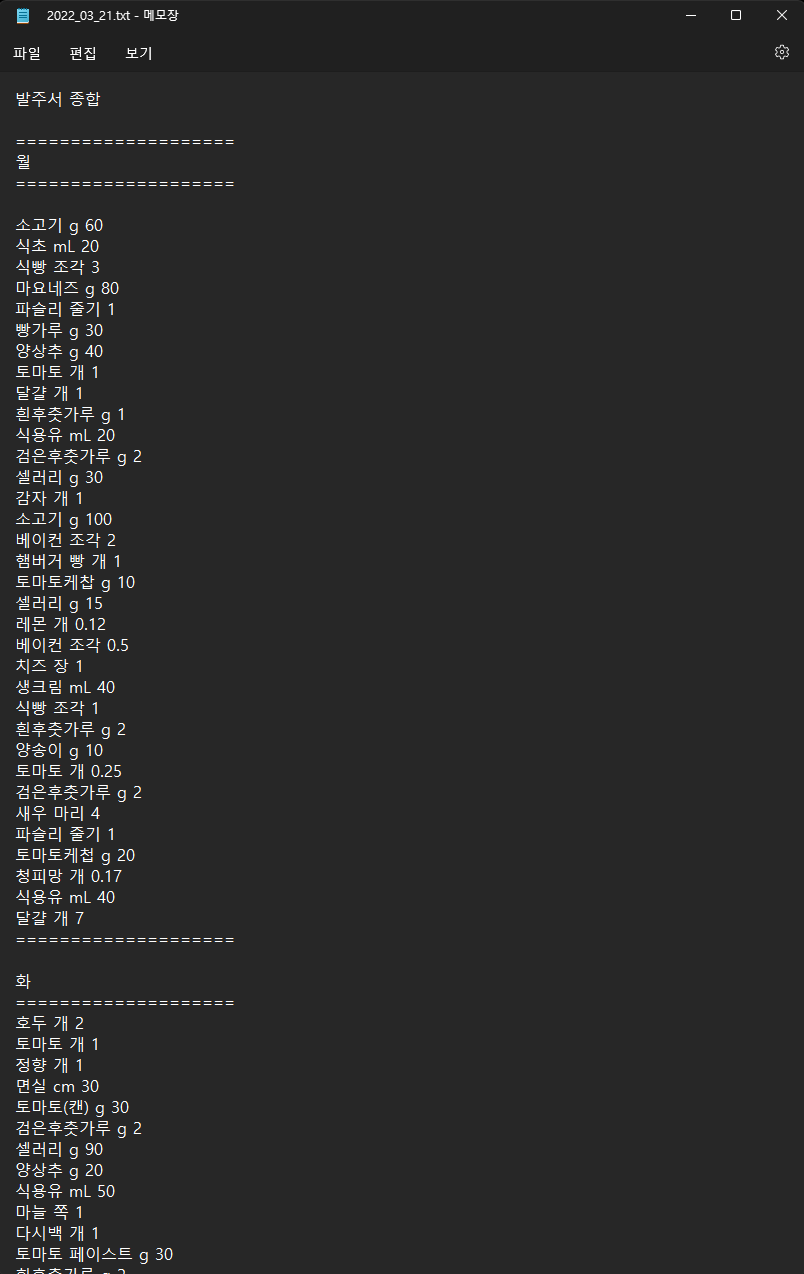 2022_03_21.txt - 메모장
파일 편집 보기
발주서 종합
====================
월
====================
소고기 g 60
식초 mL 20
식빵 조각 3
마요네즈 g 80
파슬리 줄기 1
빵가루 g 30
양상추 g 40
토마토 개 1
달걀 개 1
흰후춧가루 g 1
식용유 mL 20
검은후춧가루 g 2
셀러리 g 30
감자 개 1
소고기 g 100
베이컨 조각 2
햄버거 빵 개 1
토마토케찹 g 10
셀러리 g 15
레몬 개 0.12
베이컨 조각 0.5
치즈 장 1
생크림 mL 40
식빵 조각 1
흰후춧가루 g 2
양송이 g 10
토마토 개 0.25
검은후춧가루 g 2
새우 마리 4
파슬리 줄기 1
토마토케첩 g 20
청피망 개 0.17
식용유 mL 40
달걀 개 7
====================
화
====================
호두 개 2
토마토 개 1
정향 개 1
면실 cm 30
토마토(캔) g 30
검은후춧가루 g 2
셀러리 g 90
양상추 g 20
식용유 mL 50
마늘 쪽 1
다시백 개 1
토마토 페이스트 g 30